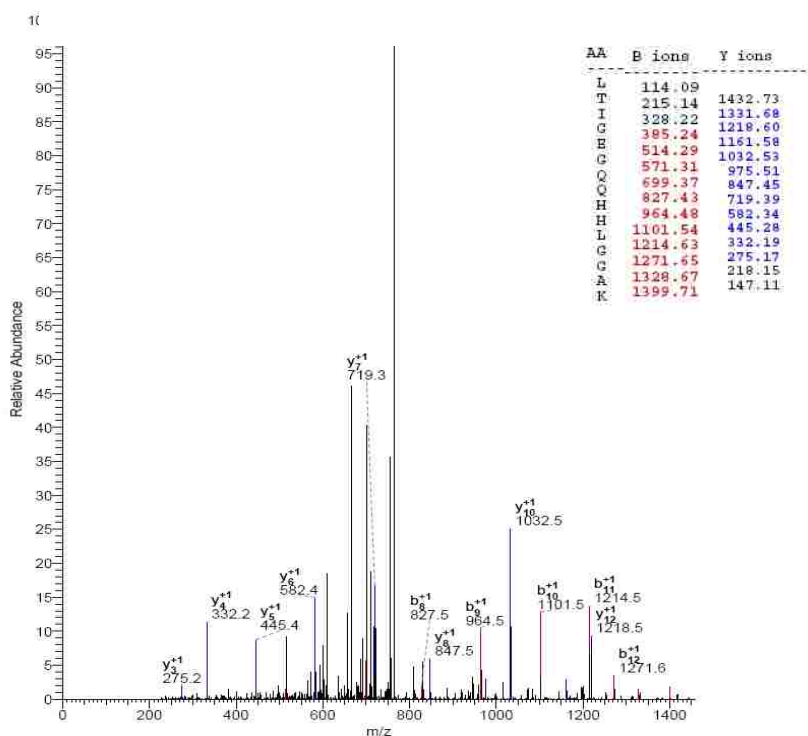 10
AA B ions Y ions
L 114.09
T 215.14 1432.73
I 328.22 1331.68
G 385.24 1218.60
E 514.29 1161.58
G 571.31 1032.53
Q 699.37 975.51
Q 827.43 847.45
H 964.48 719.39
H 1101.54 582.34
L 1214.63 445.28
G 1271.65 332.19
G 1328.67 275.17
A 1399.71 218.15
K 147.11
95
90
85
80
75
70
65
60
55
50
45
40
35
30
25
20
15
10
5
0
Relative Abundance
y7+1
719.3
y10+1
1032.5
y6+1
582.4
y4+1
332.2
y5+1
445.4
y3+1
275.2
b8+1
827.5
y8+1
847.5
b9+1
964.5
b10+1
1101.5
b11+1
1214.5
y12+1
1218.5
b12+1
1271.6
0 200 400 600 800 1000 1200 1400
m/z